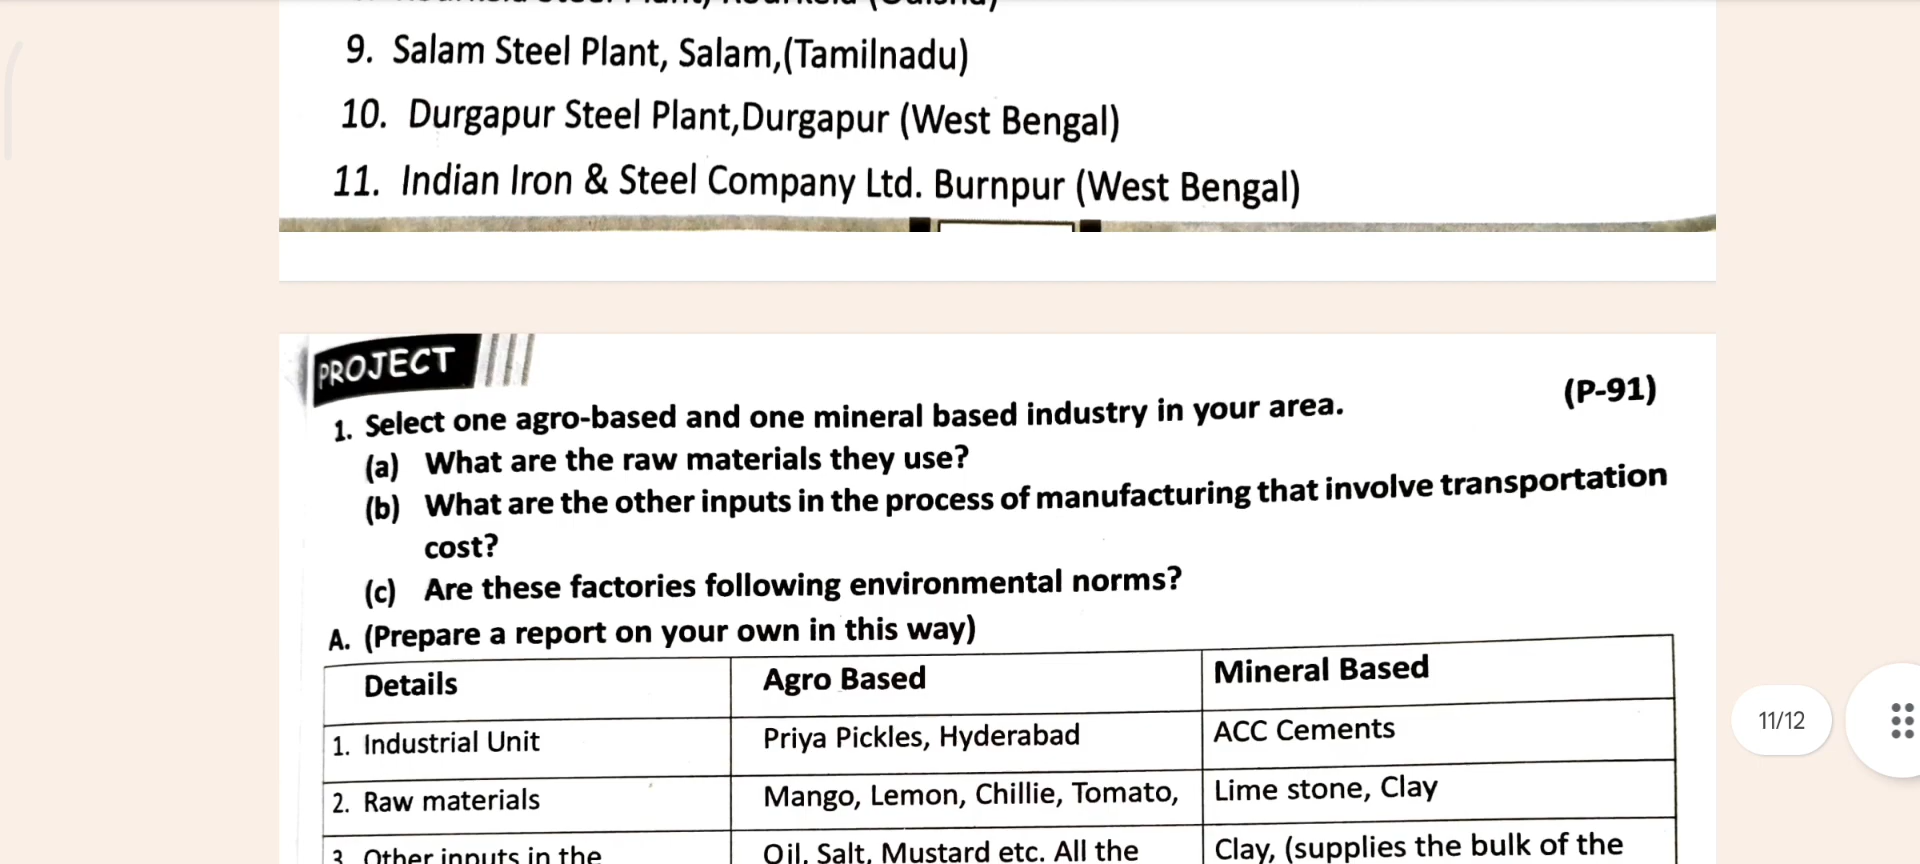 9. Salam Steel Plant, Salam,(Tamilnadu)
10. Durgapur Steel Plant,Durgapur (West Bengal)
11. Indian Iron & Steel Company Ltd. Burnpur (West Bengal)
PROJECT
(P-91)
1. Select one agro-based and one mineral based industry in your area.
(a) What are the raw materials they use?
(b) What are the other inputs in the process of manufacturing that involve transportation
cost?
(c) Are these factories following environmental norms?
A. (Prepare a report on your own in this way)
Details Agro Based Mineral Based
1. Industrial Unit Priya Pickles, Hyderabad ACC Cements
2. Raw materials Mango, Lemon, Chillie, Tomato, Lime stone, Clay
3. Other inputs in the Oil, Salt, Mustard etc. All the Clay, (supplies the bulk of the
11/12